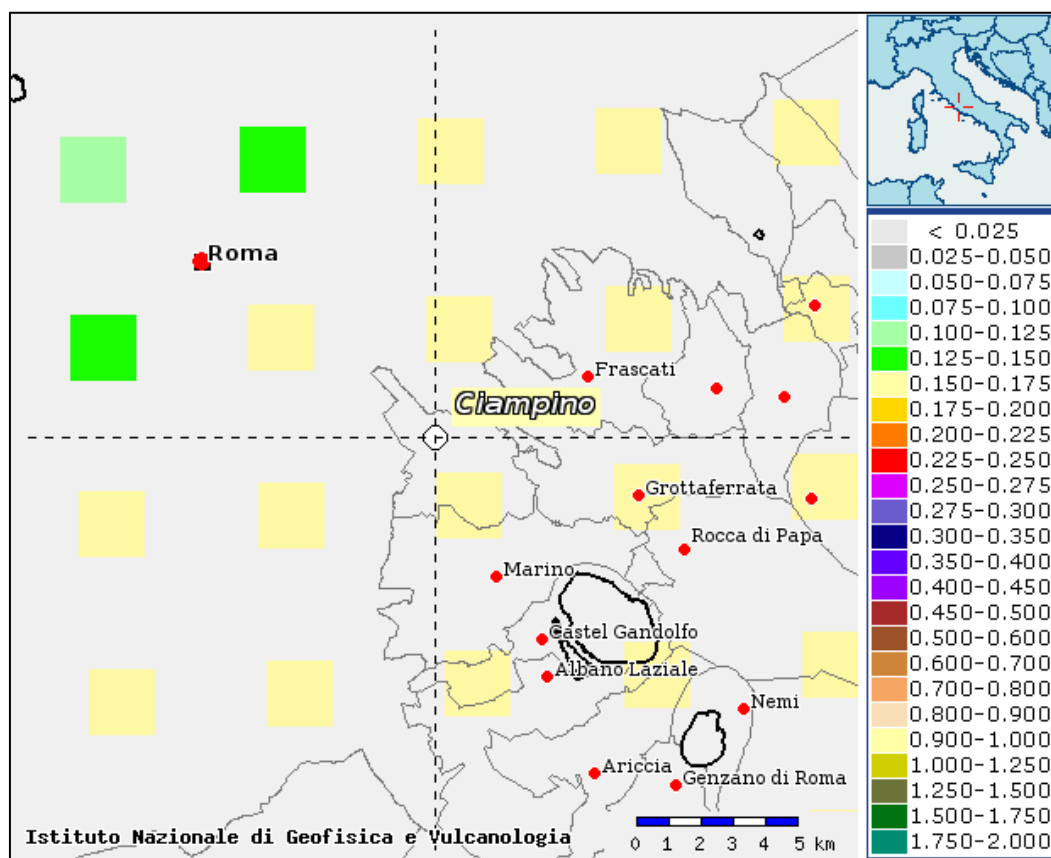 Roma
Frascati
Ciampino
Grottaferrata
Rocca di Papa
Marino
Castel Gandolfo
Albano Laziale
Nemi
Ariccia
Genzano di Roma
Istituto Nazionale di Geofisica e Vulcanologia
0 1 2 3 4 5 km
< 0.025
0.025-0.050
0.050-0.075
0.075-0.100
0.100-0.125
0.125-0.150
0.150-0.175
0.175-0.200
0.200-0.225
0.225-0.250
0.250-0.275
0.275-0.300
0.300-0.350
0.350-0.400
0.400-0.450
0.450-0.500
0.500-0.600
0.600-0.700
0.700-0.800
0.800-0.900
0.900-1.000
1.000-1.250
1.250-1.500
1.500-1.750
1.750-2.000